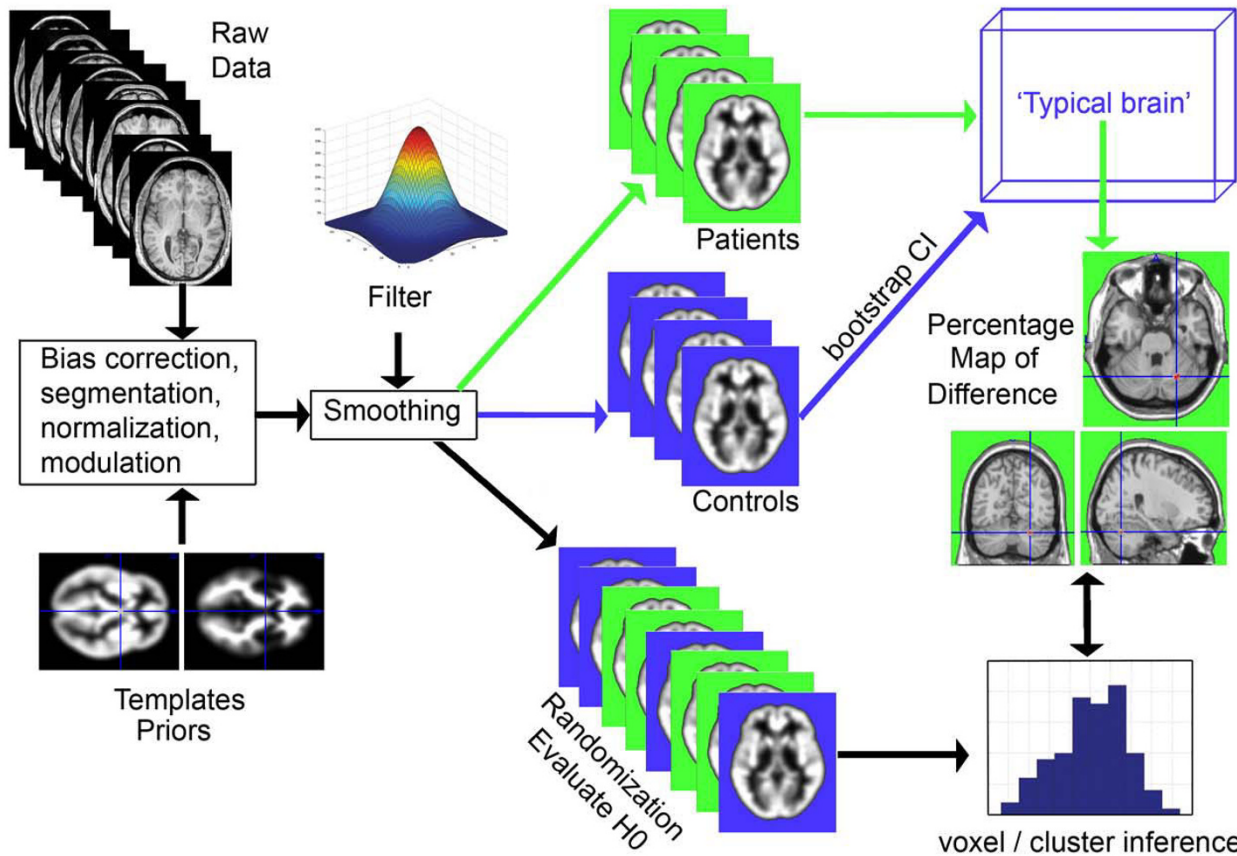 Raw
Data
Filter
Bias correction,
segmentation,
normalization,
modulation
Smoothing
Templates
Priors
Patients
Controls
bootstrap CI
'Typical brain'
Percentage
Map of
Difference
Randomization
Evaluate H0
voxel / cluster inference